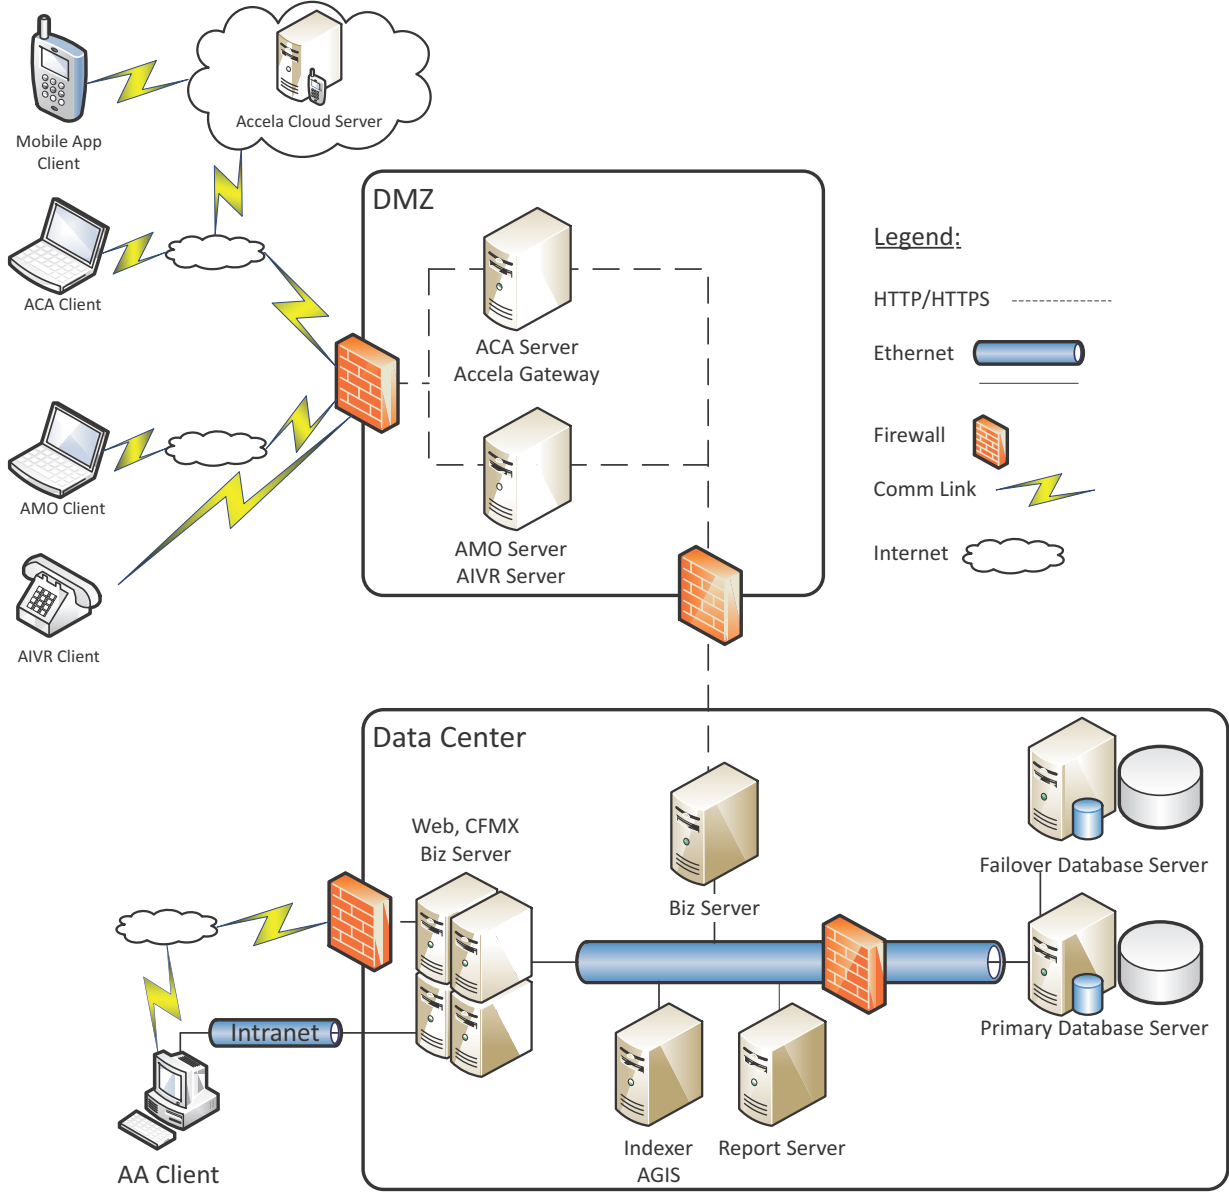 Accela Cloud Server
Mobile App
Client
DMZ
ACA Client
ACA Server
Accela Gateway
AMO Client
AMO Server
AIVR Server
AIVR Client
Legend:
HTTP/HTTPS
Ethernet
Firewall
Comm Link
Internet
Data Center
Web, CFMX
Biz Server
Biz Server
Failover Database Server
Primary Database Server
Intranet
AA Client
Indexer
AGIS
Report Server